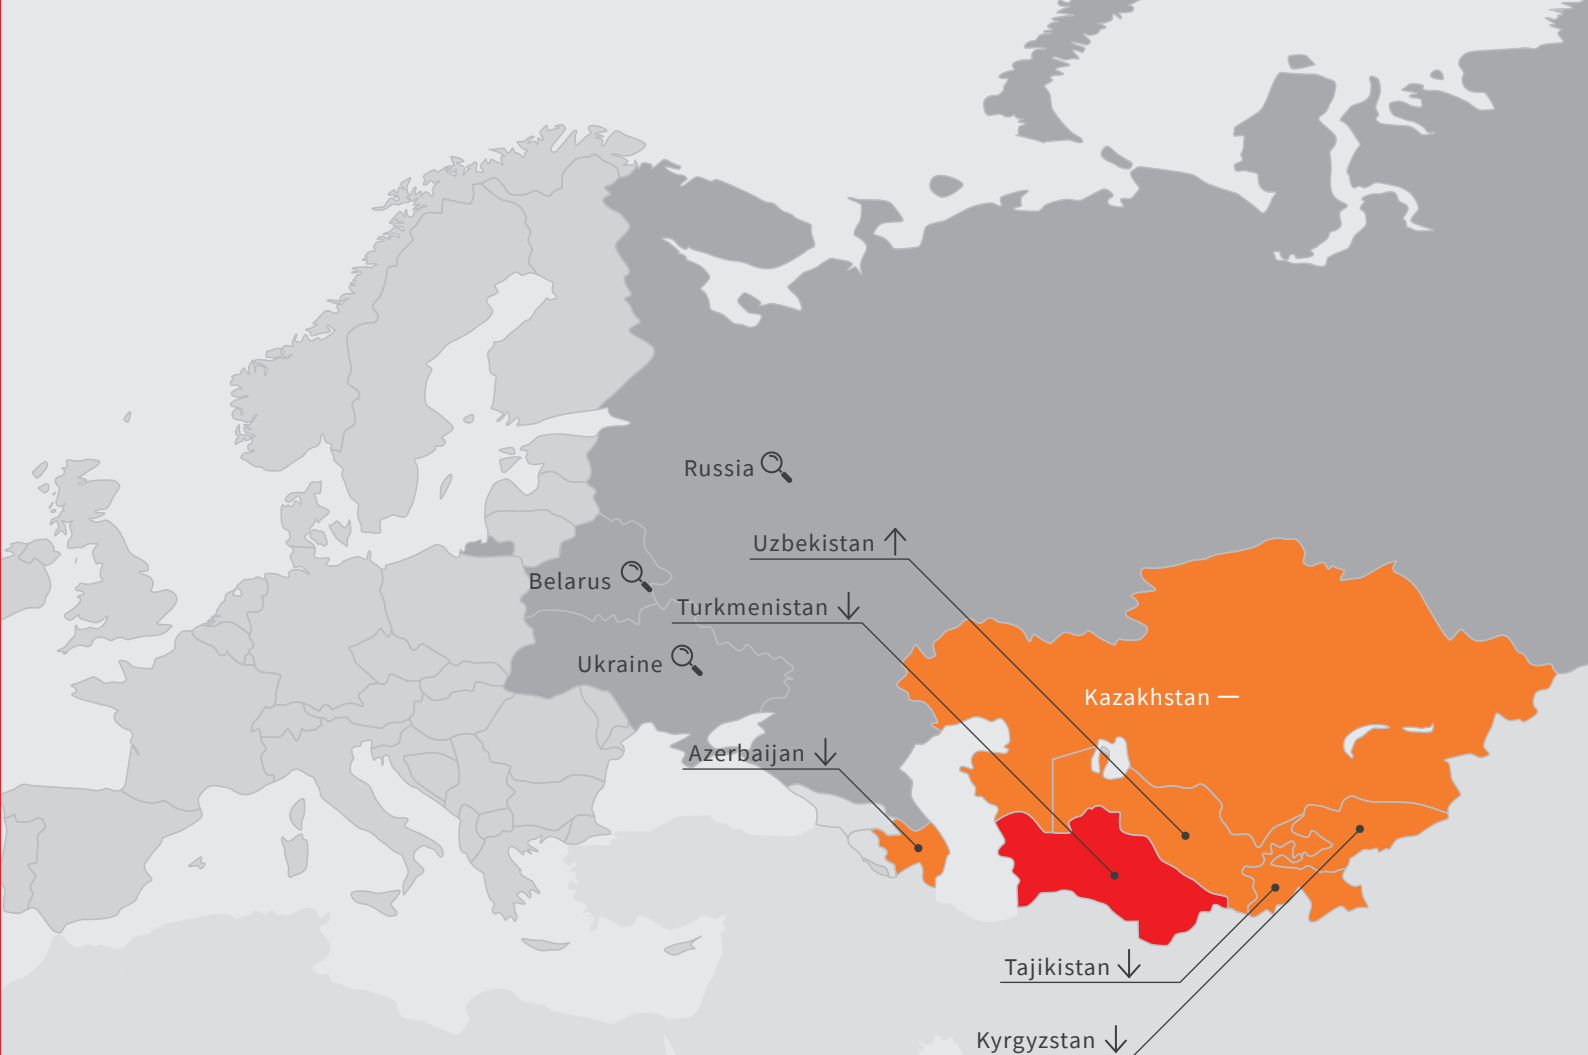 Russia
Uzbekistan ↑
Belarus
Turkmenistan ↓
Ukraine
Kazakhstan —
Azerbaijan ↓
Tajikistan ↓
Kyrgyzstan ↓